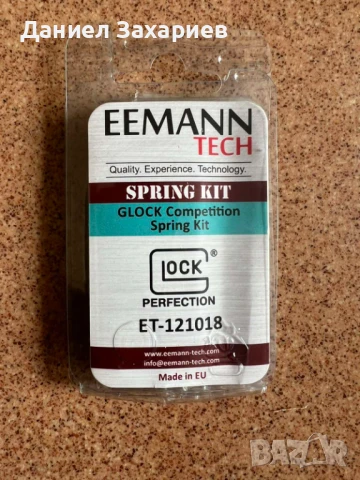 Даниел Захариев
EEMANN
TECH
Quality. Experience. Technology.
SPRING KIT
GLOCK Competition
Spring Kit
GLOCK ®
PERFECTION
ET-121018
www.eemann-tech.com
info@eemann-tech.com
Made in EU
BAZAR